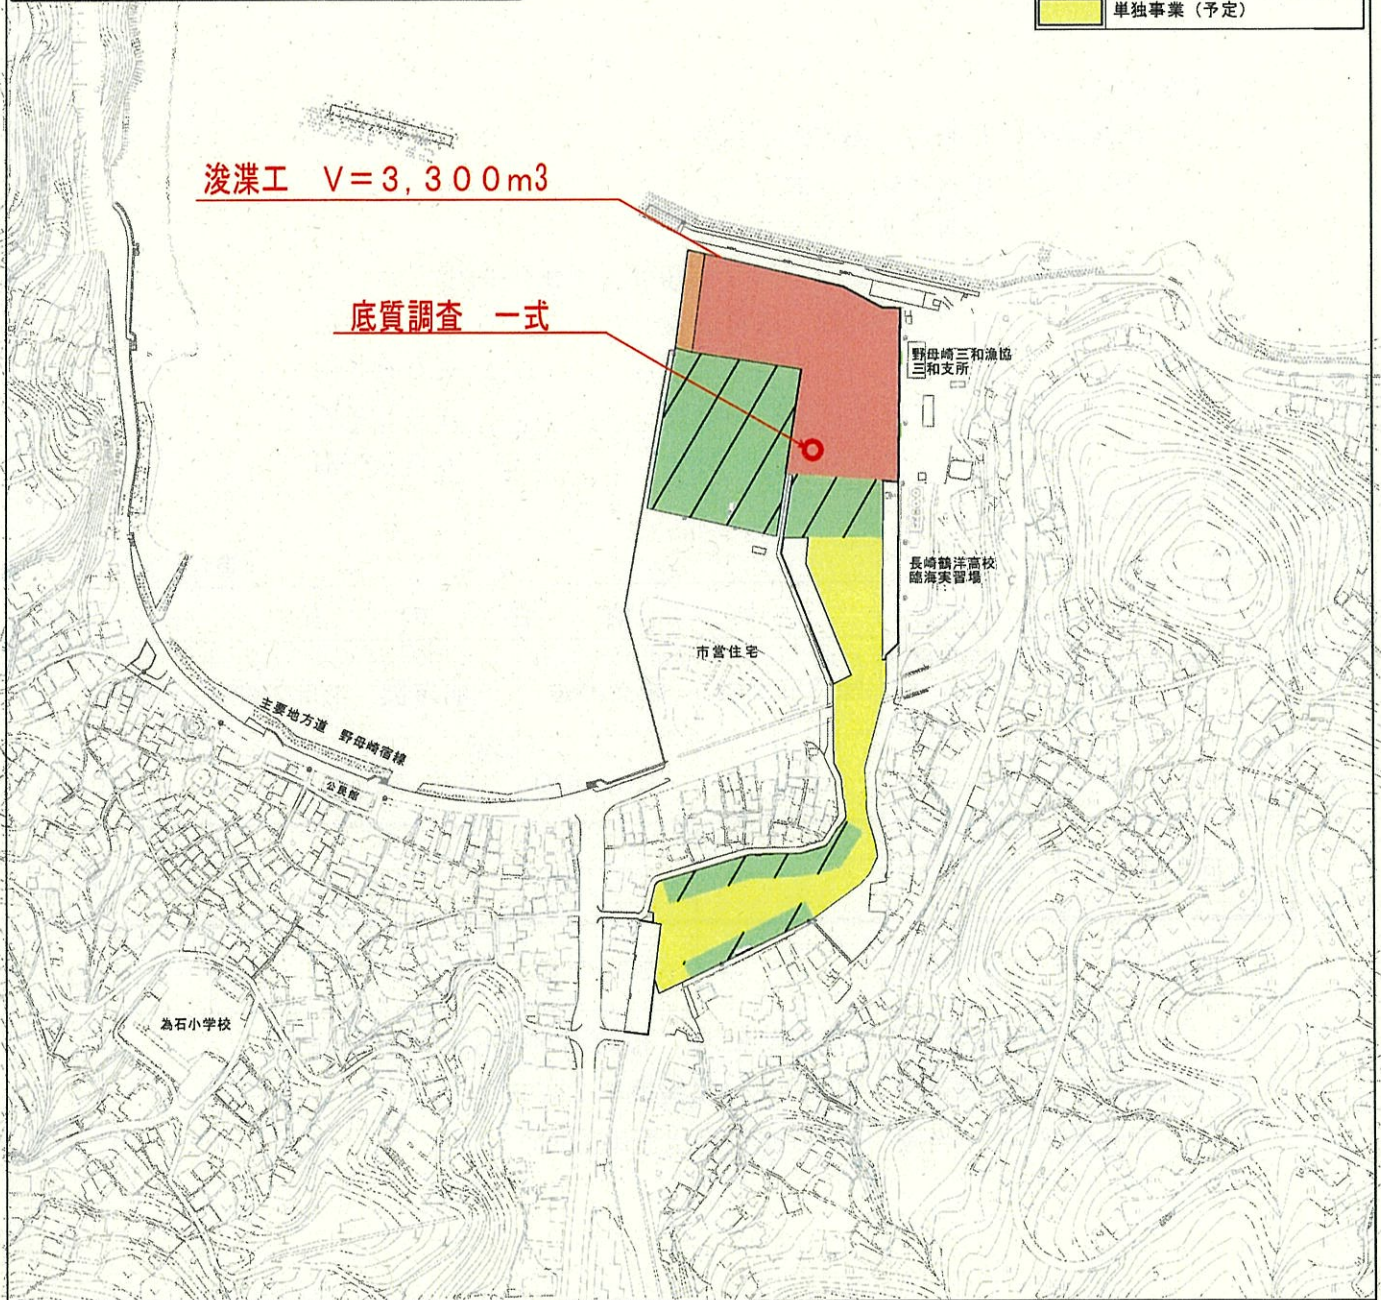 単独事業（予定）
浚渫工　V＝３，３００m3
底質調査　一式
野母崎三和漁協
三和支所
長崎鶴洋高校
臨海実習場
市営住宅
主要地方道　野母崎宿線
公民館
為石小学校